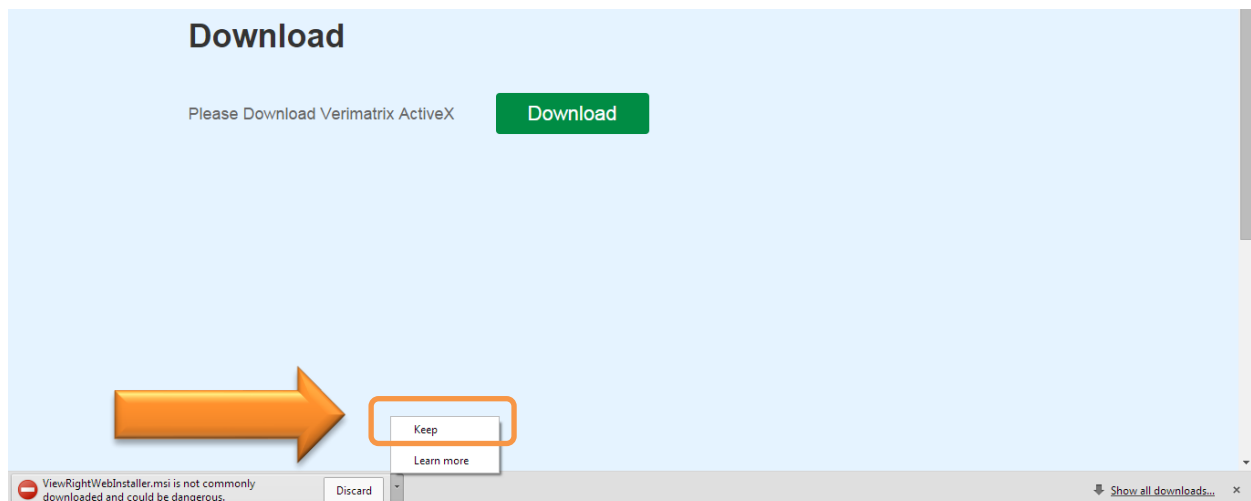 Download
Please Download Verimatrix ActiveX
Download
Keep
Learn more
ViewRightWebInstaller.msi is not commonly
downloaded and could be dangerous.
Discard
Show all downloads...